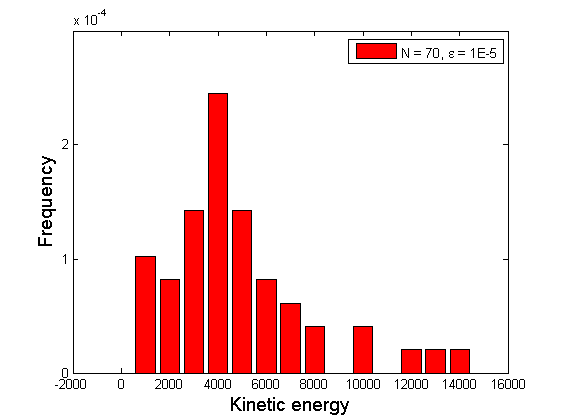 x 10^-4
N = 70, ε = 1E-5
2
1
0
Frequency
-2000 0 2000 4000 6000 8000 10000 12000 14000 16000
Kinetic energy